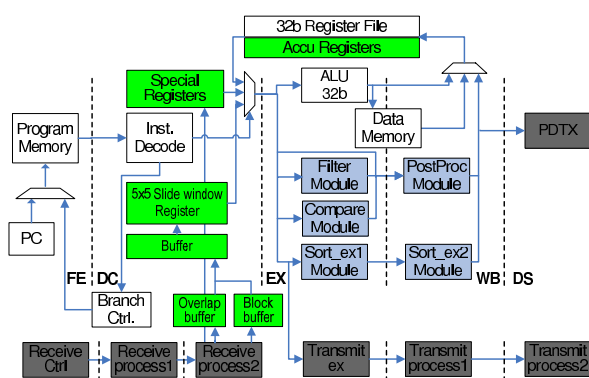 32b Register File
Accu Registers
Special
Registers
ALU
32b
Program
Memory
Inst.
Decode
Data
Memory
PDTX
Filter
Module
PostProc
Module
5x5 Slide window
Register
Compare
Module
PC
Buffer
Sort_ex1
Module
Sort_ex2
Module
FE
DC
EX
WB
DS
Branch
Ctrl.
Overlap
buffer
Block
buffer
Receive
Ctrl
Receive
process1
Receive
process2
Transmit
ex
Transmit
process1
Transmit
process2